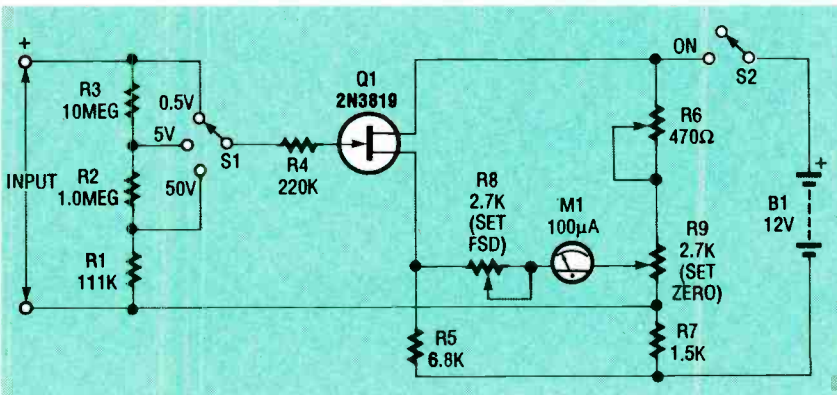 +
R3
10MEG
0.5V
5V
S1
INPUT
R2
1.0MEG
50V
R1
111K
R4
220K
Q1
2N3819
R8
2.7K
(SET
FSD)
M1
100µA
R5
6.8K
ON
S2
R6
470Ω
R9
2.7K
(SET
ZERO)
R7
1.5K
+
B1
12V